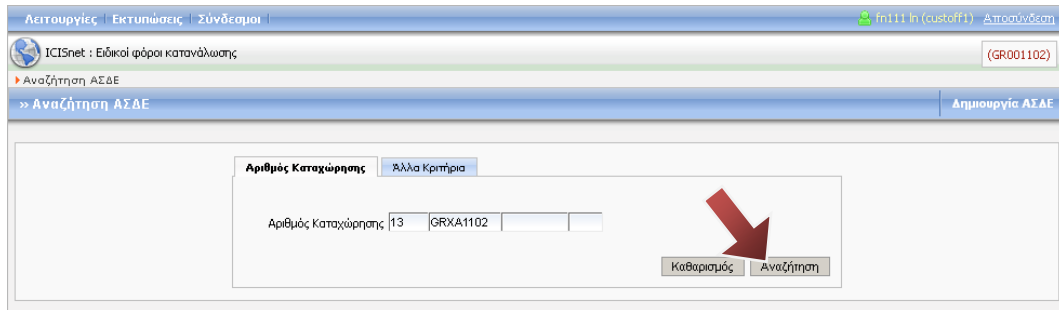 Λειτουργίες Εκτυπώσεις Σύνδεσμοι fn111 ln (custoff1) Αποσύνδεση
ICISnet : Ειδικοί φόροι κατανάλωσης (GR001102)
Αναζήτηση ΑΣΔΕ
» Αναζήτηση ΑΣΔΕ Δημιουργία ΑΣΔΕ
Αριθμός Καταχώρησης Άλλα Κριτήρια
Αριθμός Καταχώρησης 13 GRXA1102
Καθαρισμός Αναζήτηση